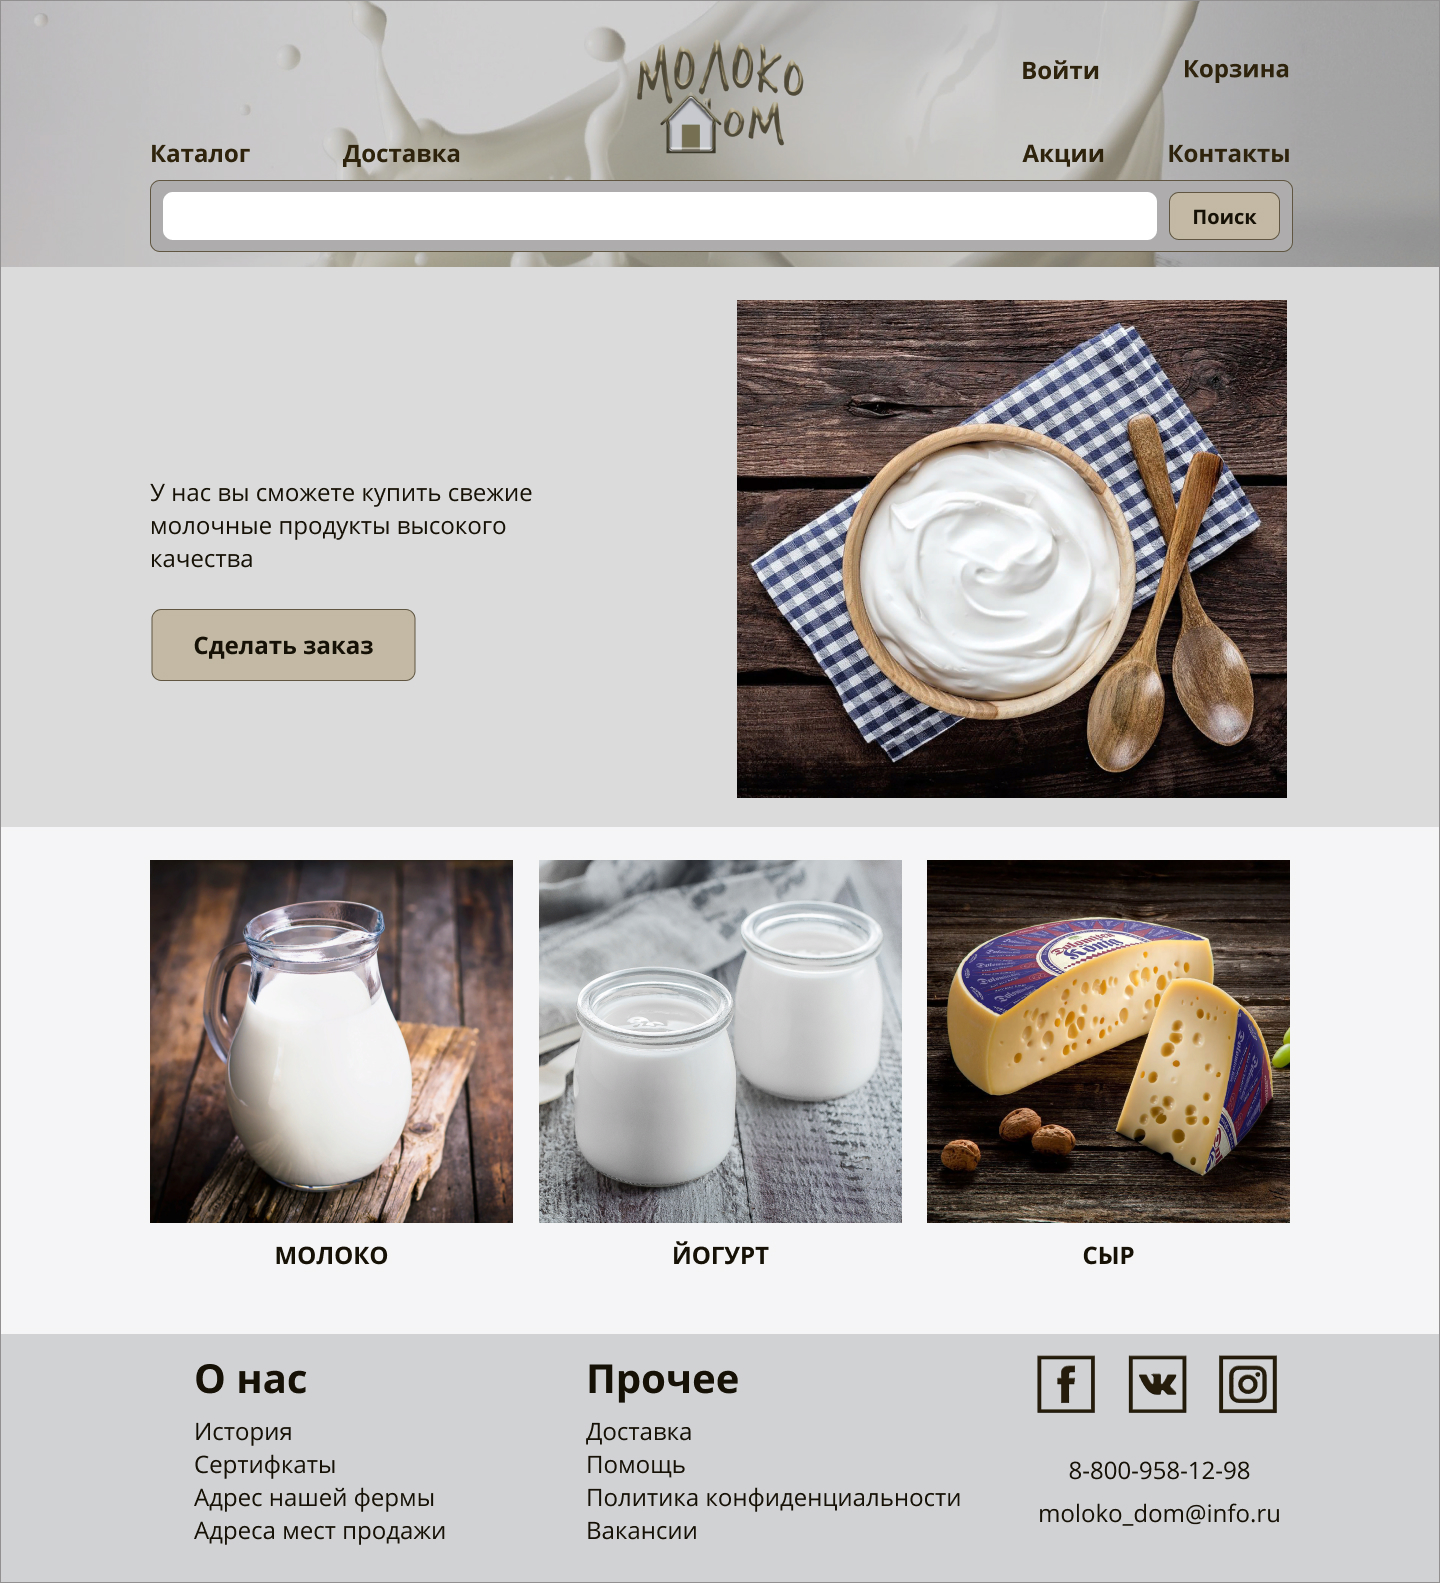 МОЛОКО
ДОМ
Войти
Корзина
Каталог
Доставка
Акции
Контакты
Поиск
У нас вы сможете купить свежие
молочные продукты высокого
качества
Сделать заказ
König
МОЛОКО
ЙОГУРТ
СЫР
О нас
История
Сертифкаты
Адрес нашей фермы
Адреса мест продажи
Прочее
Доставка
Помощь
Политика конфиденциальности
Вакансии
8-800-958-12-98
moloko_dom@info.ru